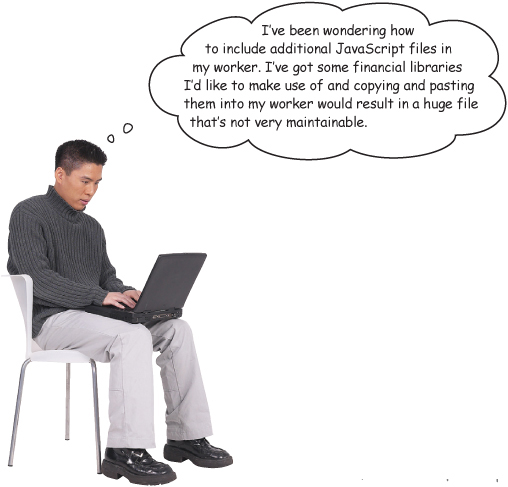 I've been wondering how
to include additional JavaScript files in
my worker. I've got some financial libraries
I'd like to make use of and copying and pasting
them into my worker would result in a huge file
that's not very maintainable.